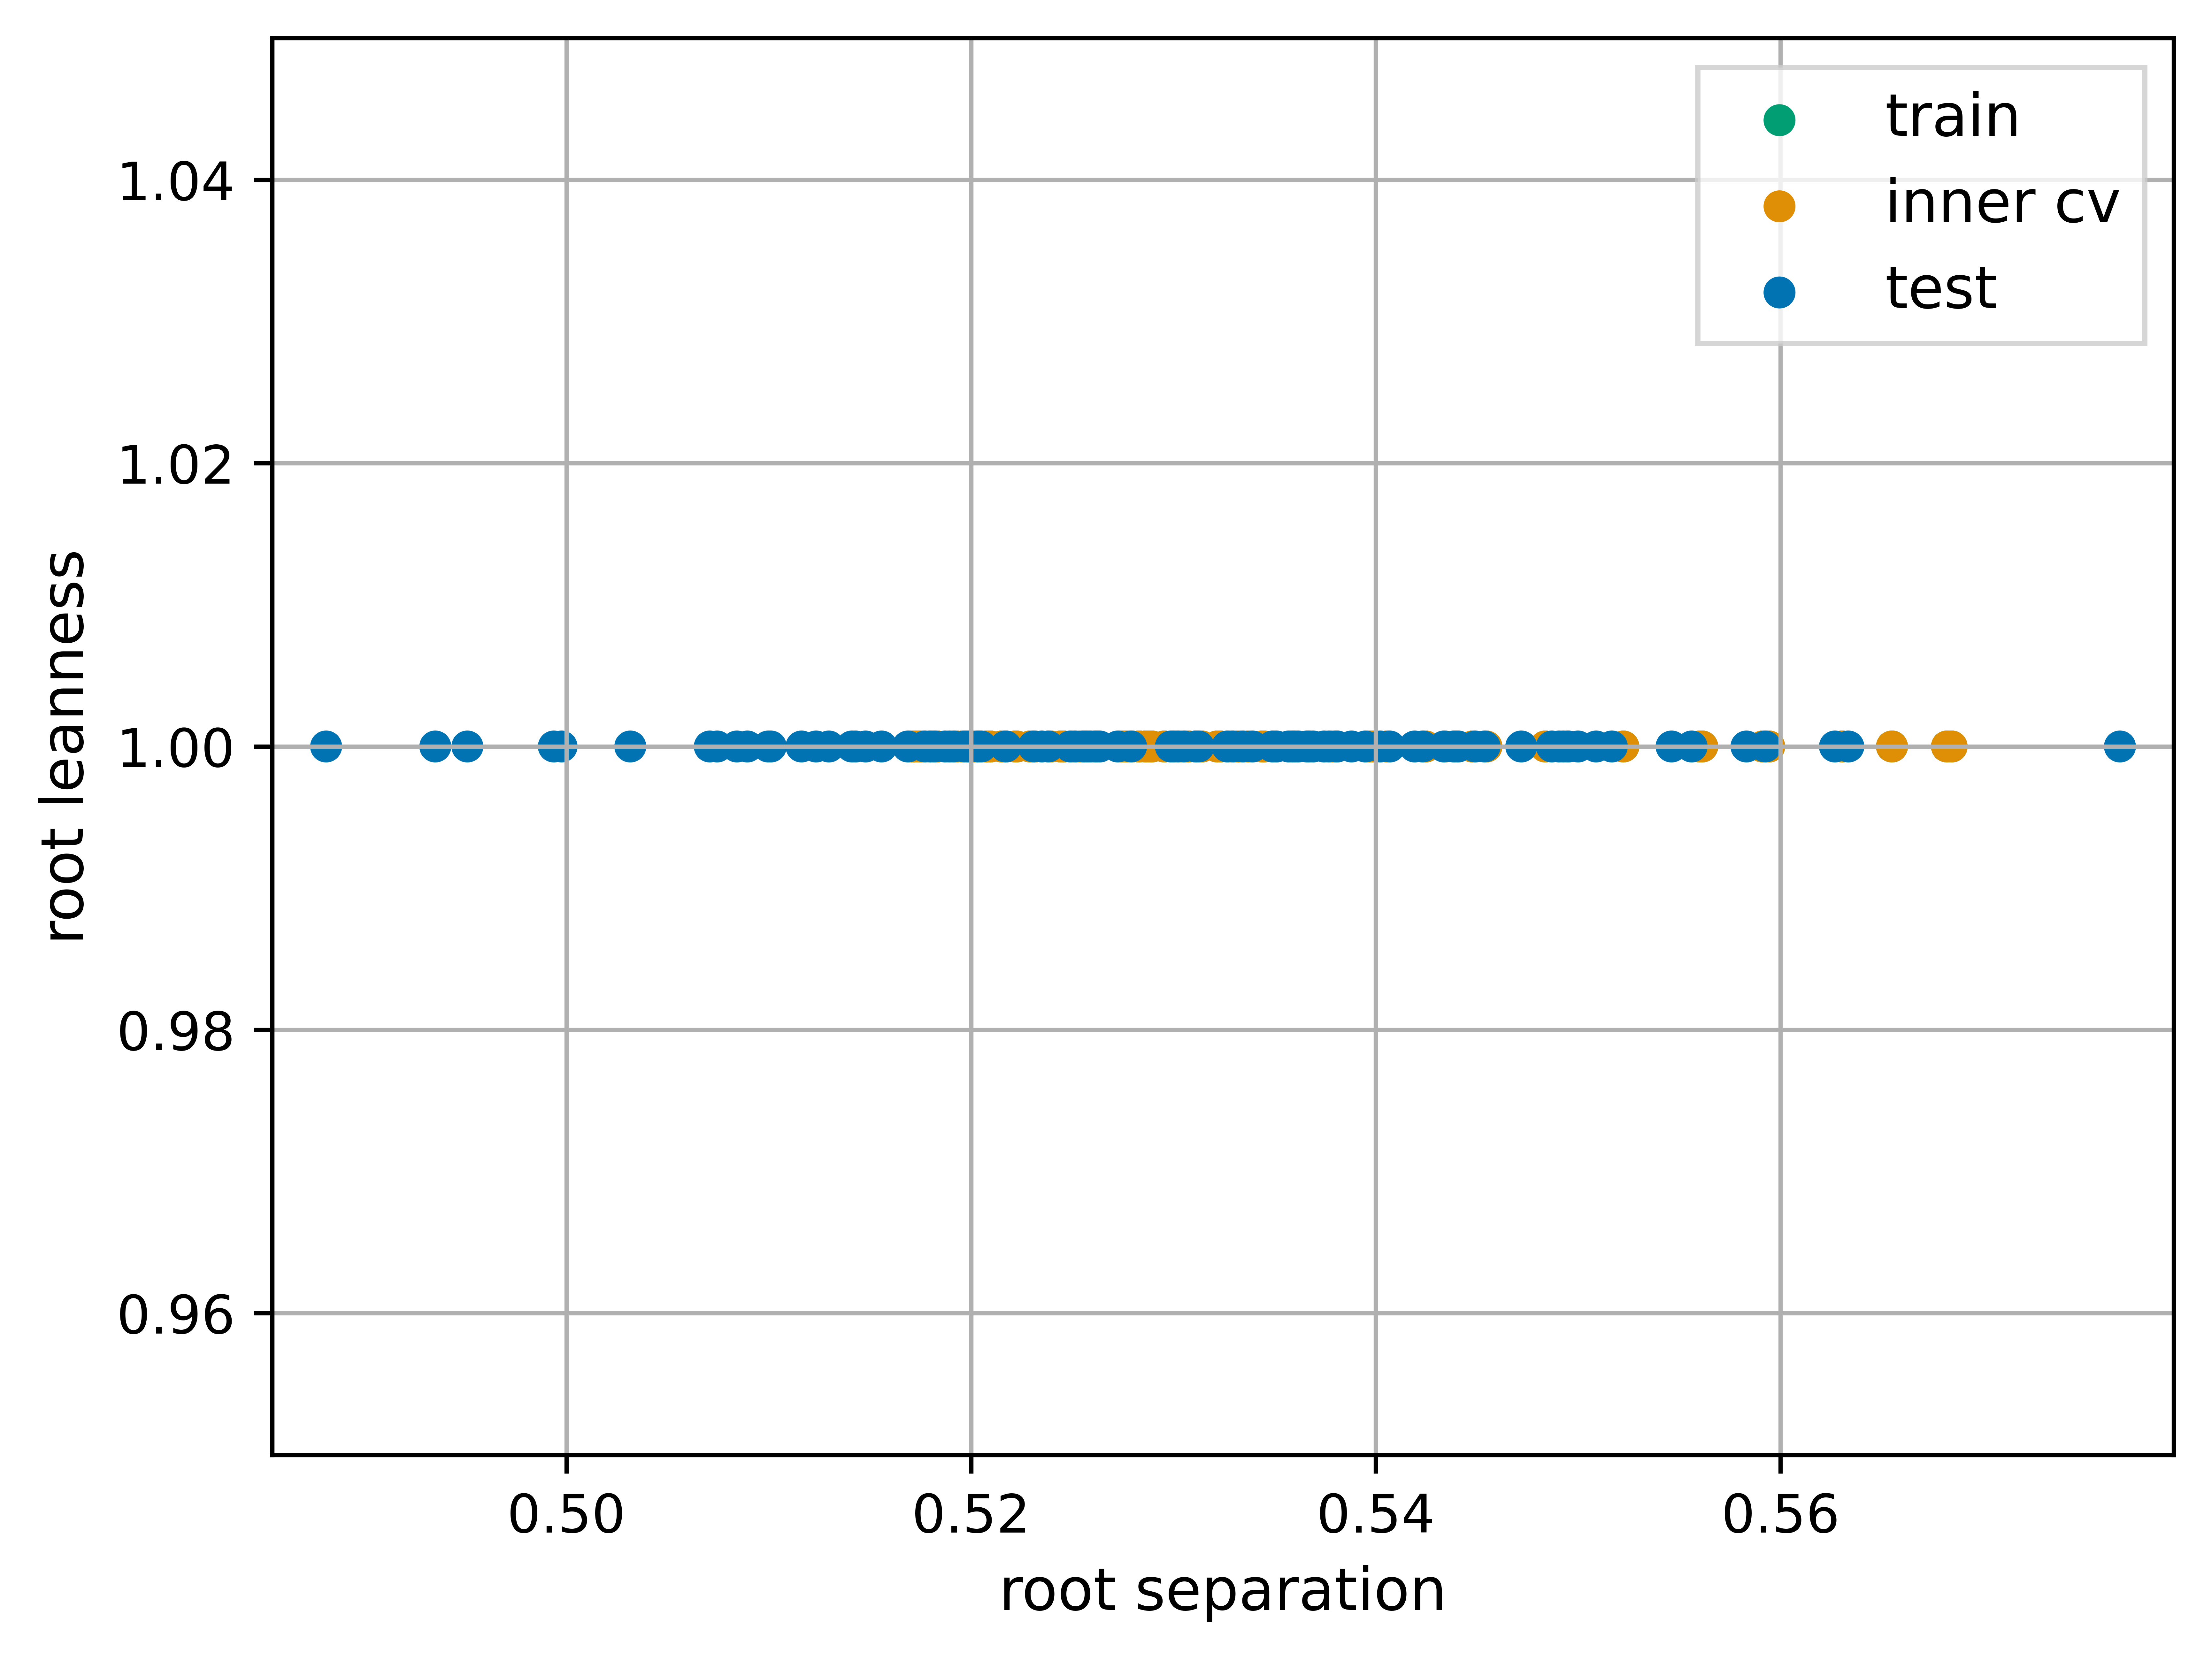 train
inner cv
test
1.04
1.02
1.00
0.98
0.96
root leanness
0.50 0.52 0.54 0.56
root separation